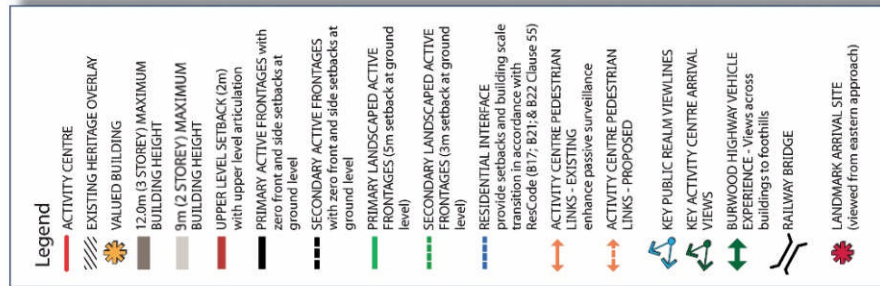 Legend
ACTIVITY CENTRE
EXISTING HERITAGE OVERLAY
VALUED BUILDING
12.0m (3 STOREY) MAXIMUM
BUILDING HEIGHT
9m (2 STOREY) MAXIMUM
BUILDING HEIGHT
UPPER LEVEL SETBACK (2m)
with upper level articulation
PRIMARY ACTIVE FRONTAGES with
zero front and side setbacks at
ground level
SECONDARY ACTIVE FRONTAGES
with zero front and side setbacks at
ground level
PRIMARY LANDSCAPED ACTIVE
FRONTAGES (5m setback at ground
level)
SECONDARY LANDSCAPED ACTIVE
FRONTAGES (3m setback at ground
level)
RESIDENTIAL INTERFACE
provide setbacks and building scale
transition in accordance with
ResCode (B17; B21;& B22 Clause 55)
ACTIVITY CENTRE PEDESTRIAN
LINKS - EXISTING
enhance passive surveillance
ACTIVITY CENTRE PEDESTRIAN
LINKS - PROPOSED
KEY PUBLIC REALM VIEWLINES
KEY ACTIVITY CENTRE ARRIVAL
VIEWS
BURWOOD HIGHWAY VEHICLE
EXPERIENCE - Views across
buildings to foothills
RAILWAY BRIDGE
LANDMARK ARRIVAL SITE
(viewed from eastern approach)